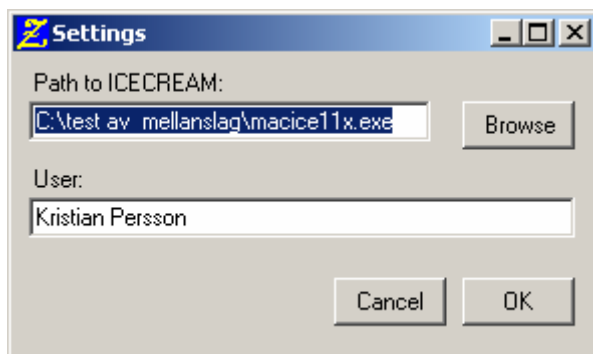 Settings
Path to ICECREAM:
C:\test av  mellanslag\macice11x.exe
Browse
User:
Kristian Persson
Cancel
OK